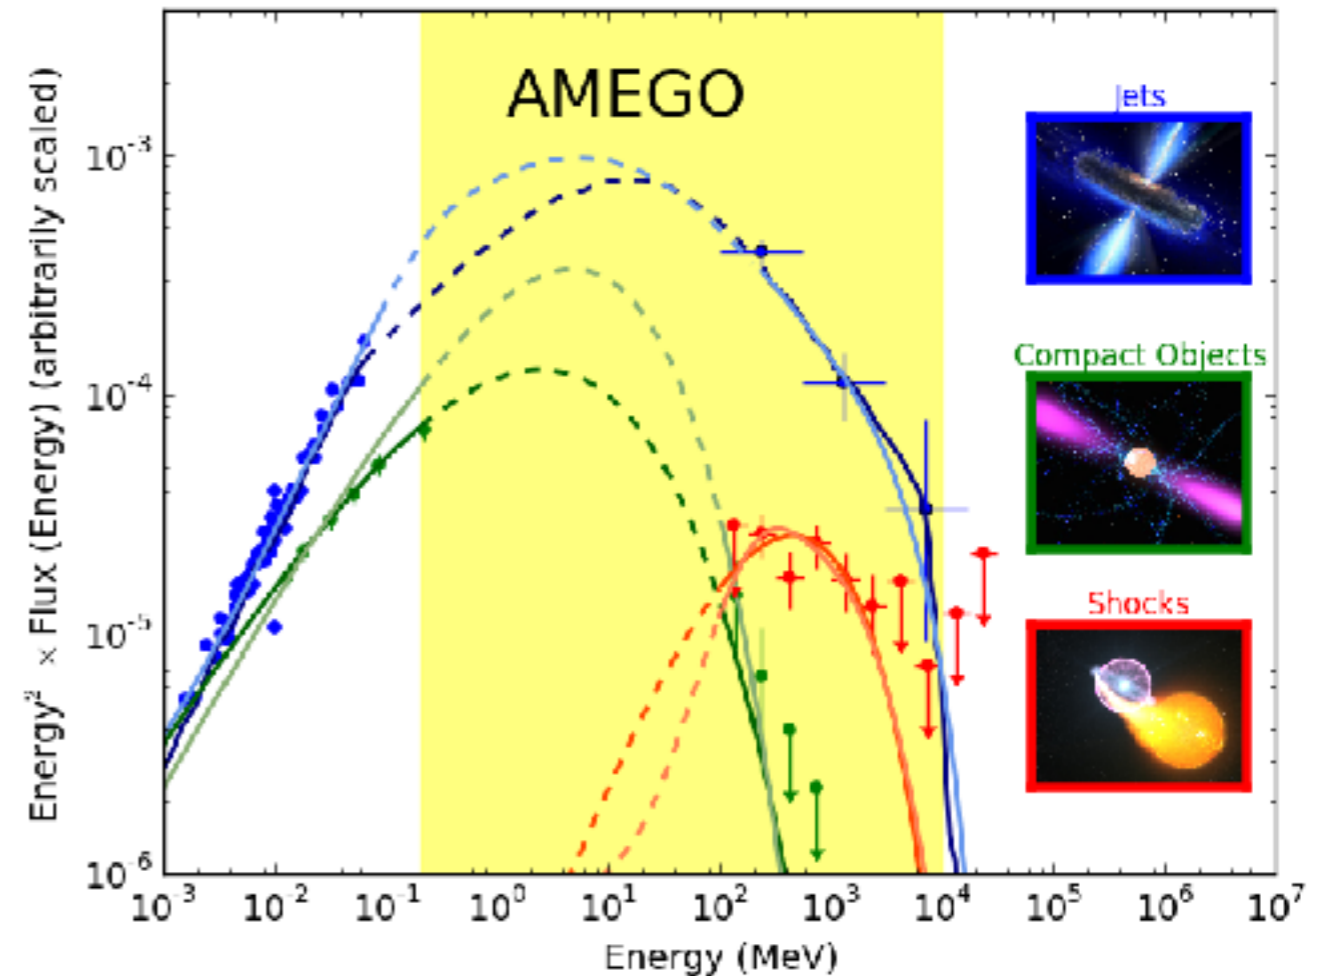 AMEGO
Jets
Compact Objects
Shocks
Energy² × Flux (Energy) (arbitrarily scaled)
10⁻³
10⁻⁴
10⁻⁵
10⁻⁶
10⁻³ 10⁻² 10⁻¹ 10⁰ 10¹ 10² 10³ 10⁴ 10⁵ 10⁶ 10⁷
Energy (MeV)